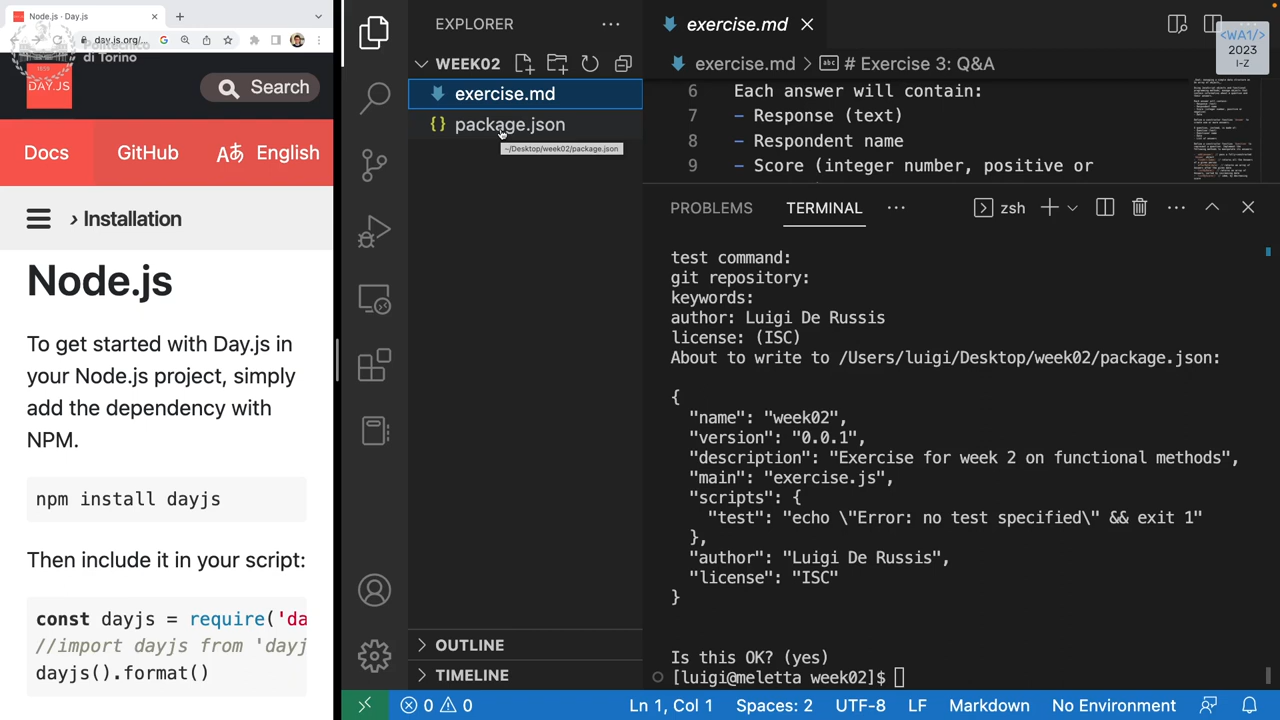 Node.js · Day.js
day.js.org/
Politecnico
di Torino
DAY.JS
Search
Docs
GitHub
English
› Installation
Node.js
To get started with Day.js in
your Node.js project, simply
add the dependency with
NPM.
npm install dayjs
Then include it in your script:
const dayjs = require('da
//import dayjs from 'dayj
dayjs().format()
EXPLORER
WEEK02
exercise.md
package.json
~/Desktop/week02/package.json
OUTLINE
TIMELINE
exercise.md
exercise.md > # Exercise 3: Q&A
<WA1/>
2023
I-Z
6 Each answer will contain:
7 - Response (text)
8 - Respondent name
9 - Score (integer number, positive or
PROBLEMS
TERMINAL
zsh
test command:
git repository:
keywords:
author: Luigi De Russis
license: (ISC)
About to write to /Users/luigi/Desktop/week02/package.json:
{
"name": "week02",
"version": "0.0.1",
"description": "Exercise for week 2 on functional methods",
"main": "exercise.js",
"scripts": {
"test": "echo \"Error: no test specified\" && exit 1"
},
"author": "Luigi De Russis",
"license": "ISC"
}
Is this OK? (yes)
[luigi@meletta week02]$
0 0
Ln 1, Col 1
Spaces: 2
UTF-8
LF
Markdown
No Environment